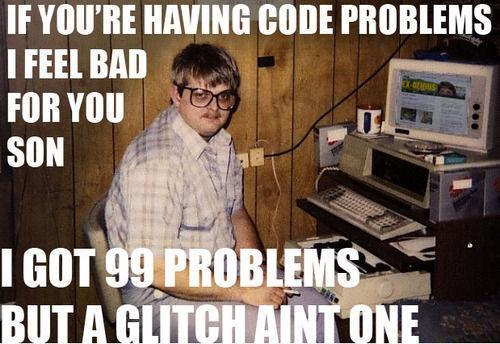 IF YOU'RE HAVING CODE PROBLEMS
I FEEL BAD
FOR YOU
SON
I GOT 99 PROBLEMS
BUT A GLITCH AINT ONE